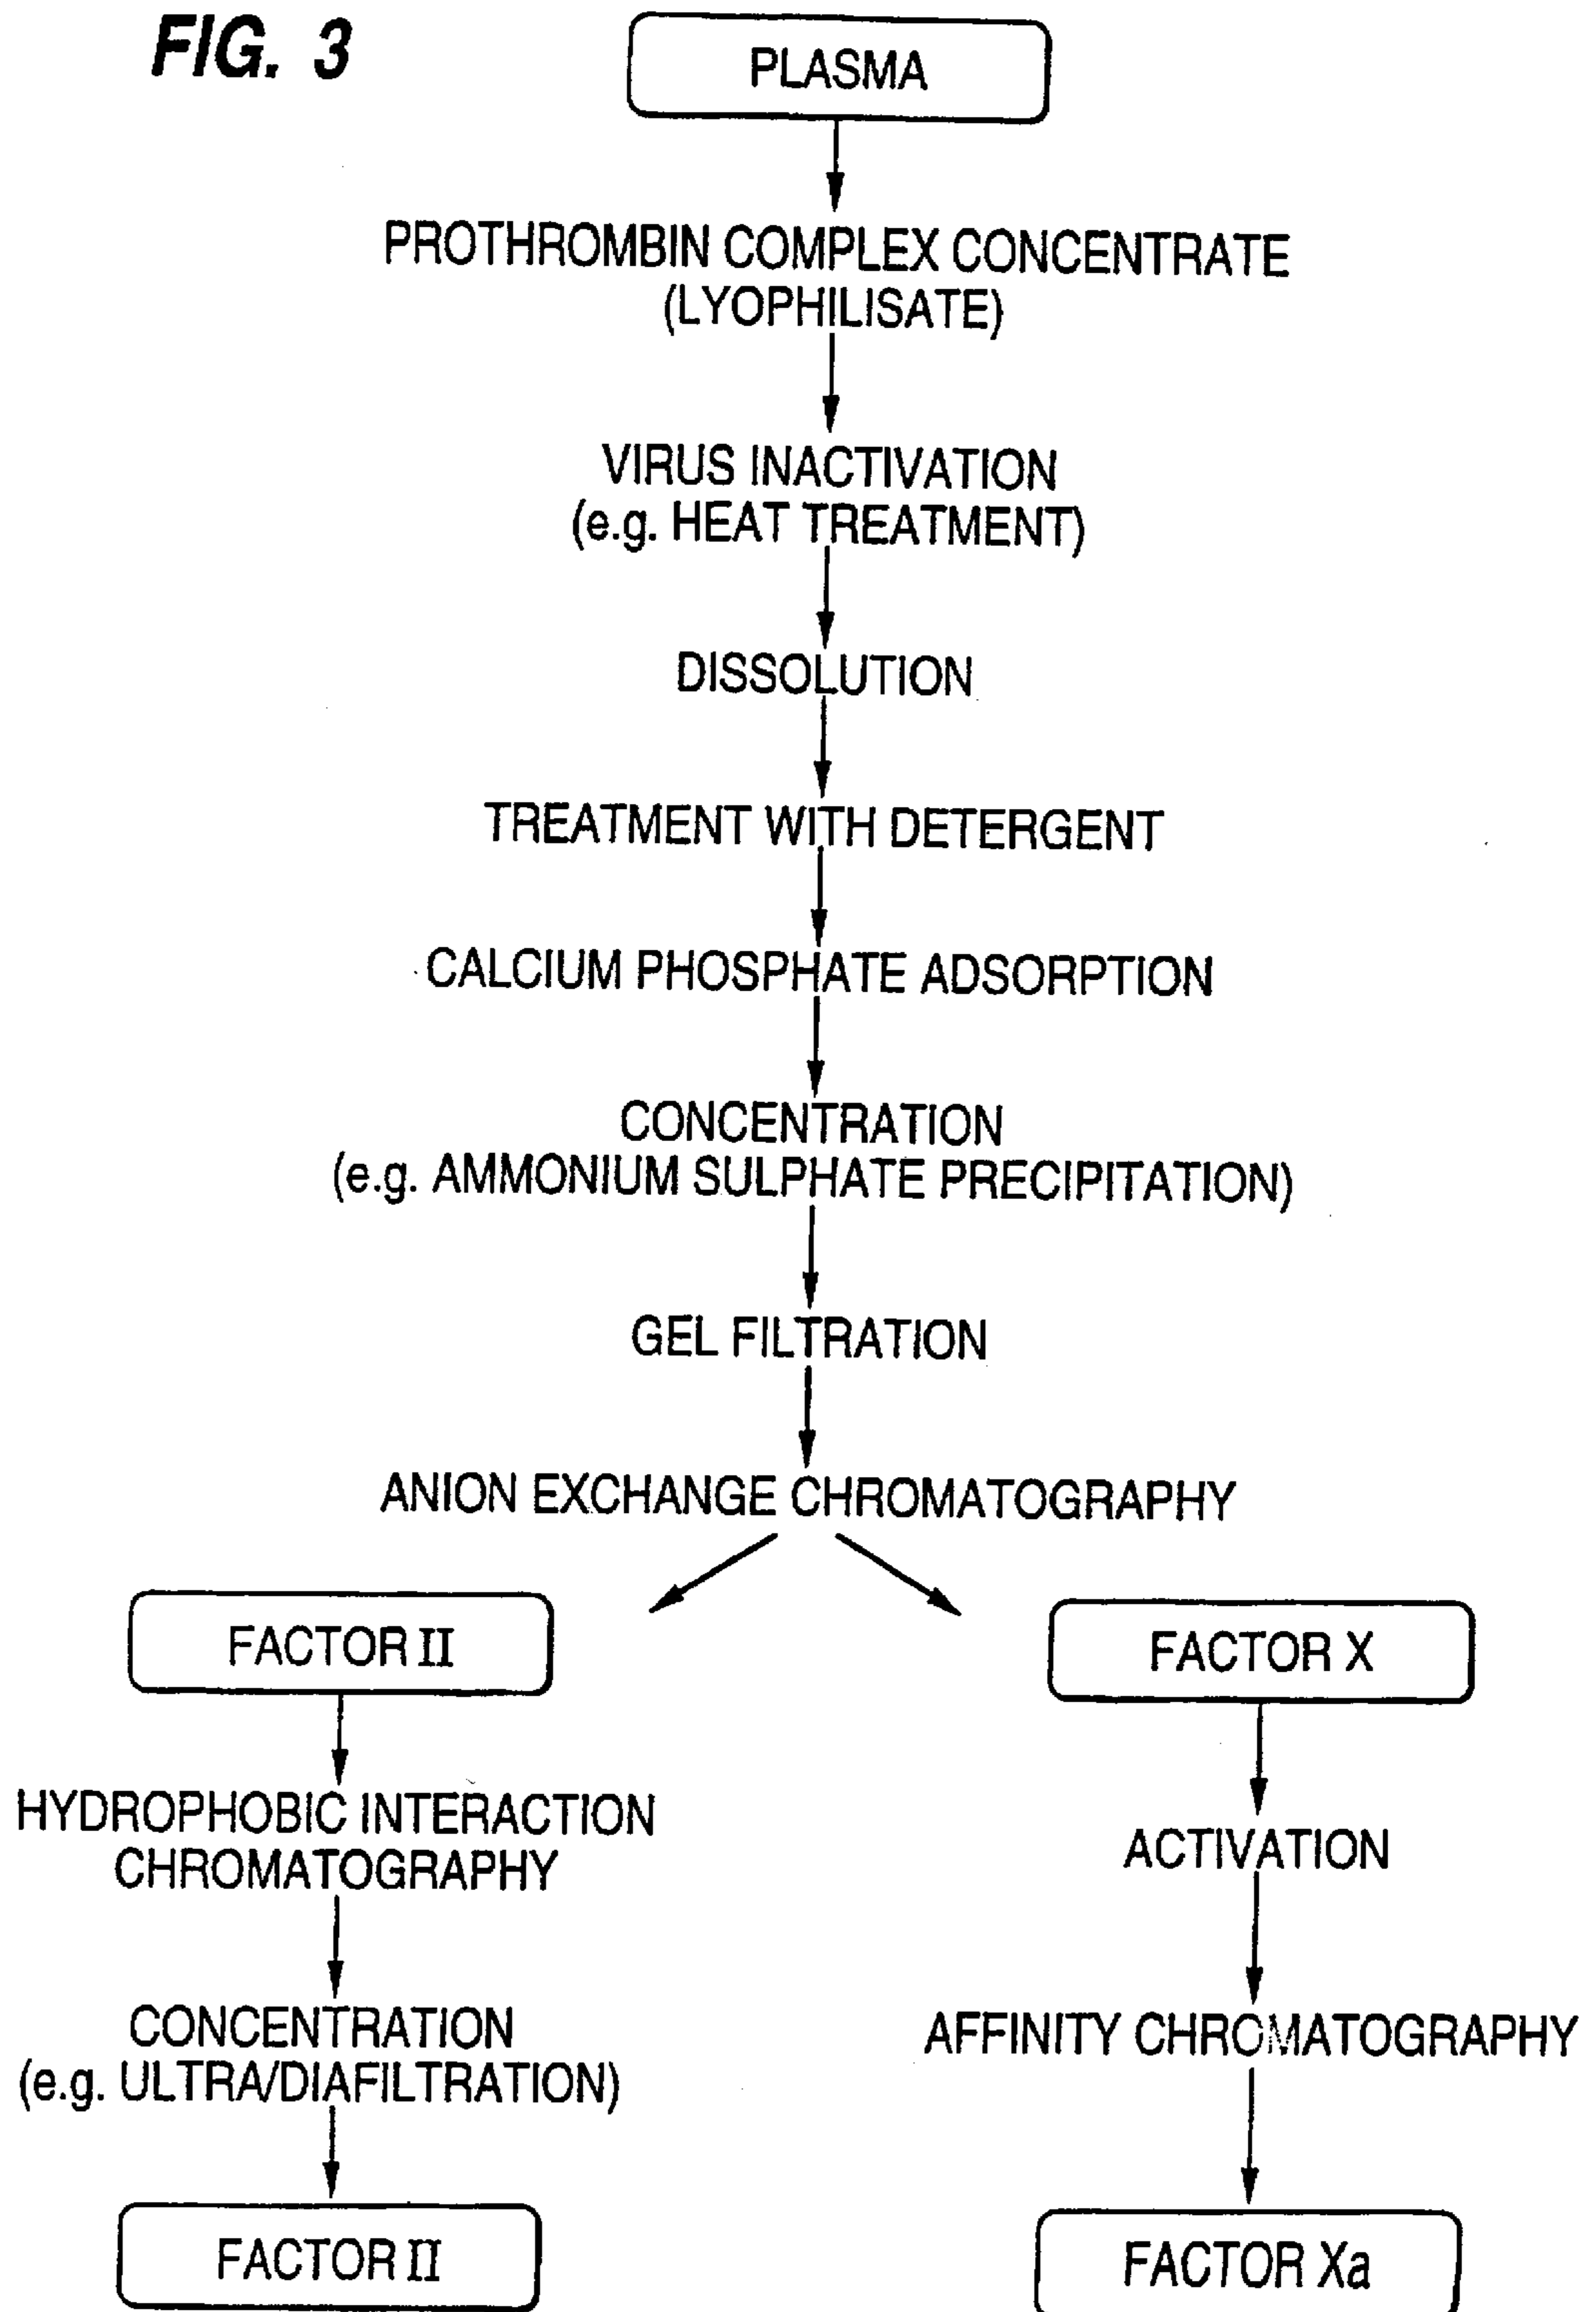 FIG. 3
PLASMA
PROTHROMBIN COMPLEX CONCENTRATE
(LYOPHILISATE)
VIRUS INACTIVATION
(e.g. HEAT TREATMENT)
DISSOLUTION
TREATMENT WITH DETERGENT
CALCIUM PHOSPHATE ADSORPTION
CONCENTRATION
(e.g. AMMONIUM SULPHATE PRECIPITATION)
GEL FILTRATION
ANION EXCHANGE CHROMATOGRAPHY
FACTOR II
HYDROPHOBIC INTERACTION
CHROMATOGRAPHY
CONCENTRATION
(e.g. ULTRA/DIAFILTRATION)
FACTOR II
FACTOR X
ACTIVATION
AFFINITY CHROMATOGRAPHY
FACTOR Xa